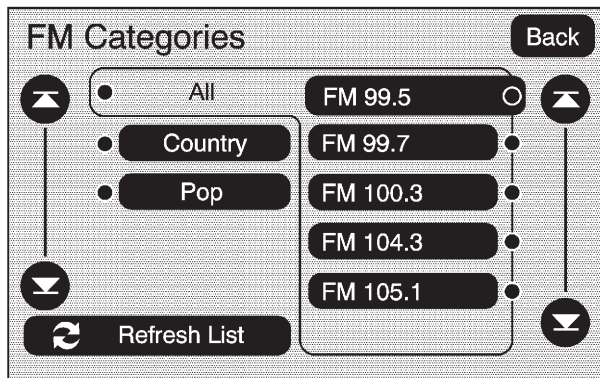 FM Categories
Back
All
Country
Pop
Refresh List
FM 99.5
FM 99.7
FM 100.3
FM 104.3
FM 105.1